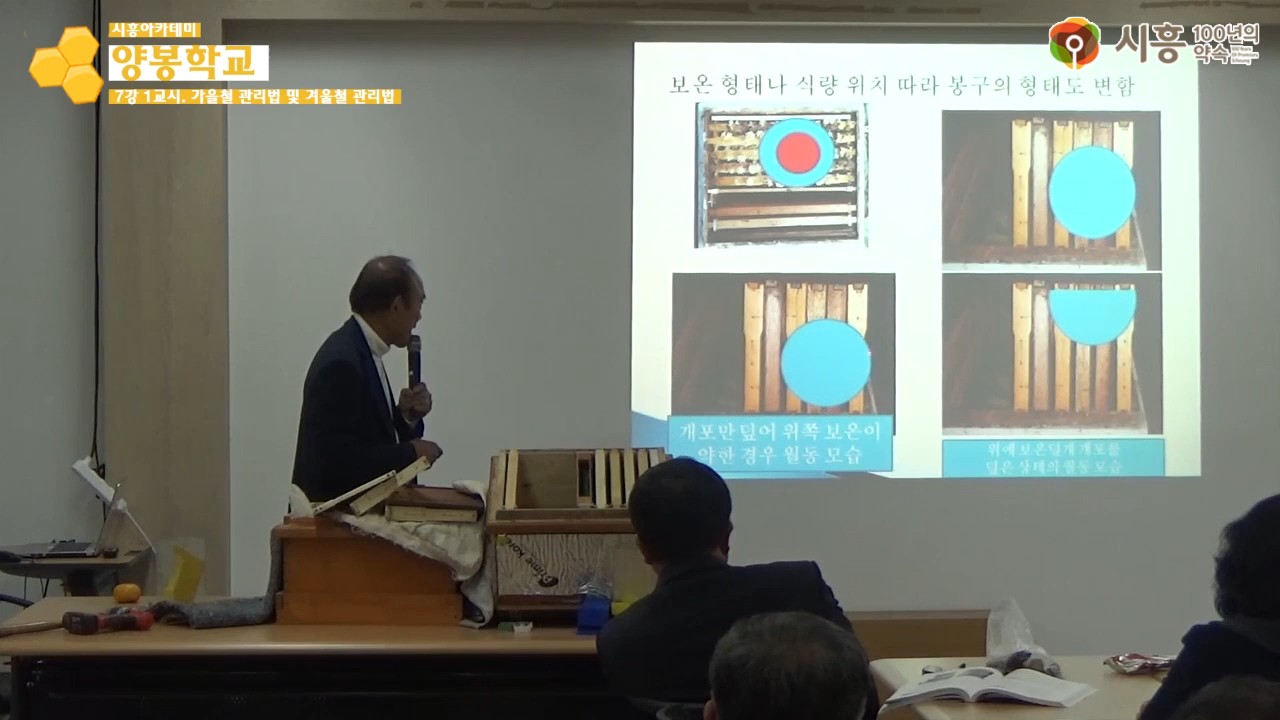 시흥아카데미
양봉학교
7강 1교시. 가을철 관리법 및 겨울철 관리법
시흥
100년의
약속
보온 형태나 식량 위치 따라 봉구의 형태도 변함
개포만 덮어 위쪽 보온이
약한 경우 월동 모습
위에 보온덮개 개포를
덮은 상태의 월동 모습